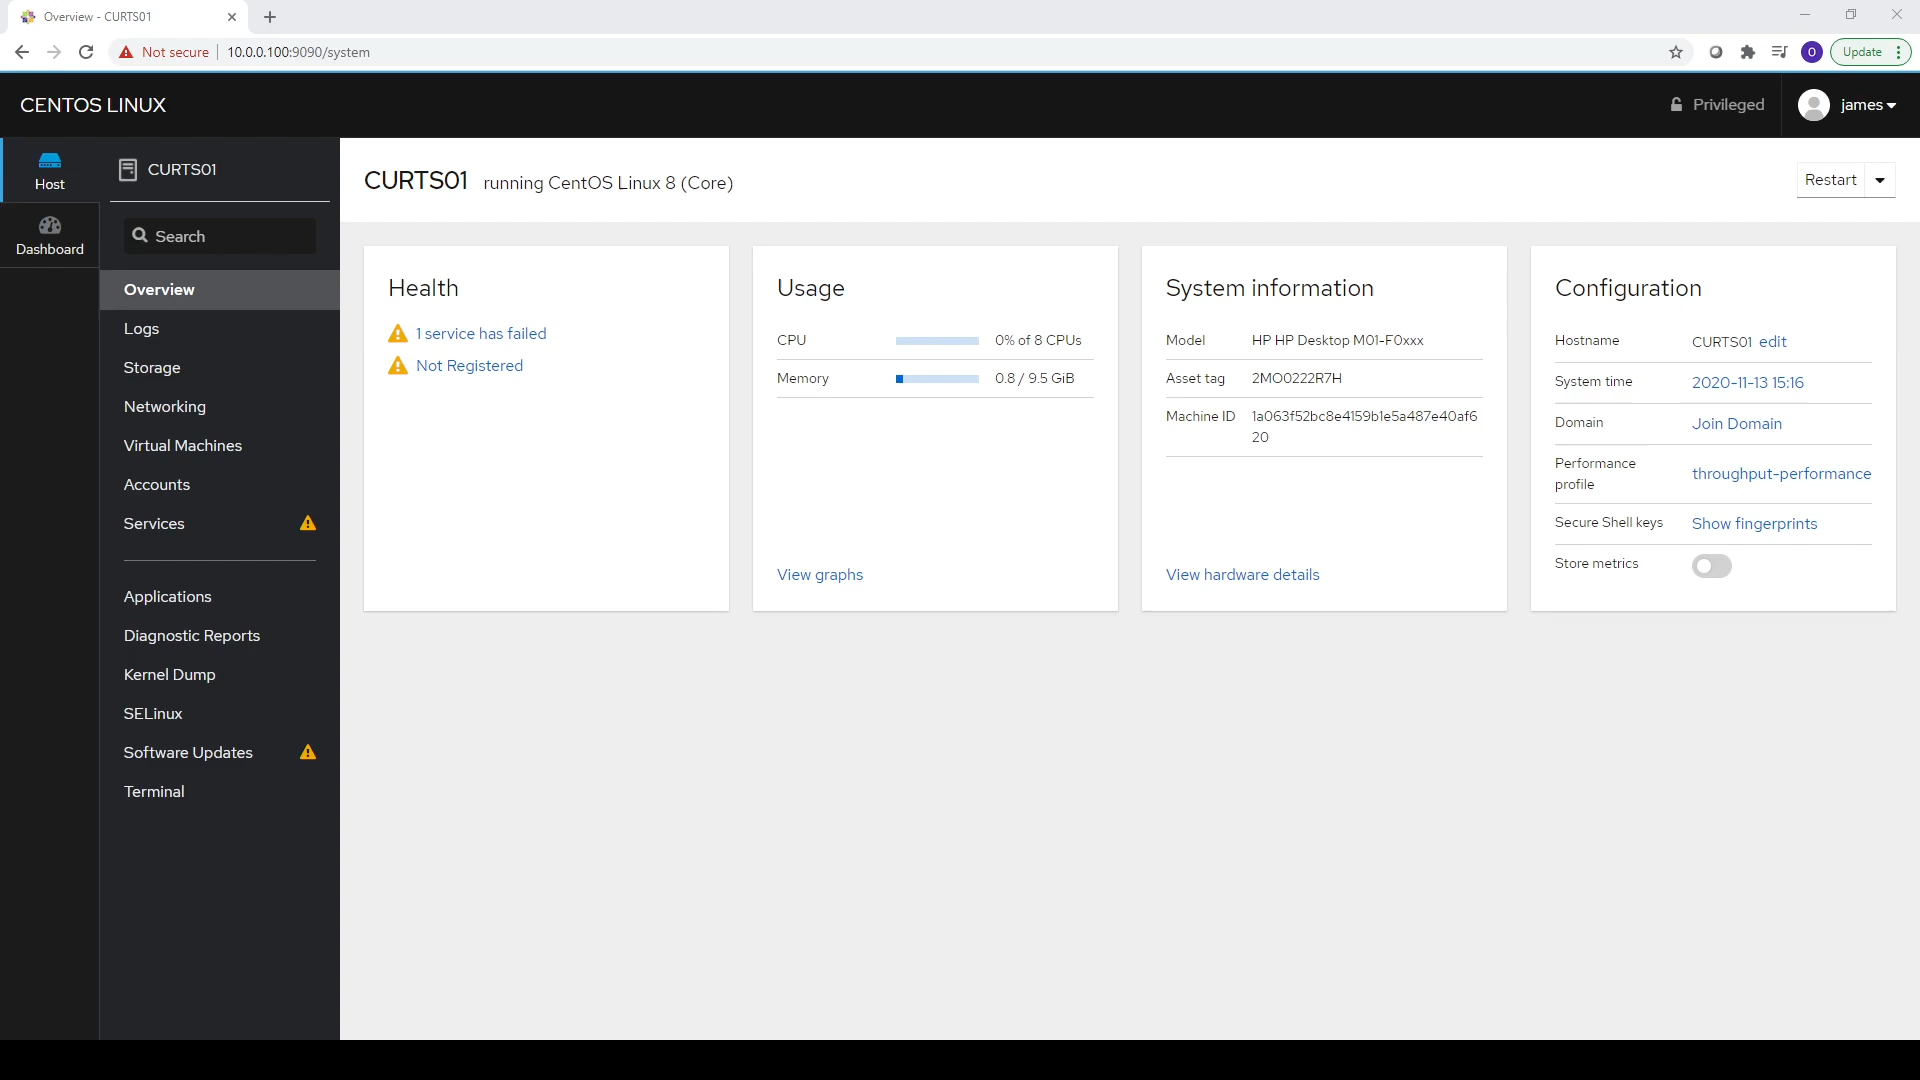 Overview - CURTS01
Not secure
10.0.0.100:9090/system
O
Update
CENTOS LINUX
Privileged
james
Host
Dashboard
CURTS01
Search
Overview
Logs
Storage
Networking
Virtual Machines
Accounts
Services
Applications
Diagnostic Reports
Kernel Dump
SELinux
Software Updates
Terminal
CURTS01 running CentOS Linux 8 (Core)
Restart
Health
1 service has failed
Not Registered
Usage
CPU 0% of 8 CPUs
Memory 0.8 / 9.5 GiB
View graphs
System information
Model HP HP Desktop M01-F0xxx
Asset tag 2MO0222R7H
Machine ID 1a063f52bc8e4159b1e5a487e40af6
20
View hardware details
Configuration
Hostname CURTS01 edit
System time 2020-11-13 15:16
Domain Join Domain
Performance
profile throughput-performance
Secure Shell keys Show fingerprints
Store metrics